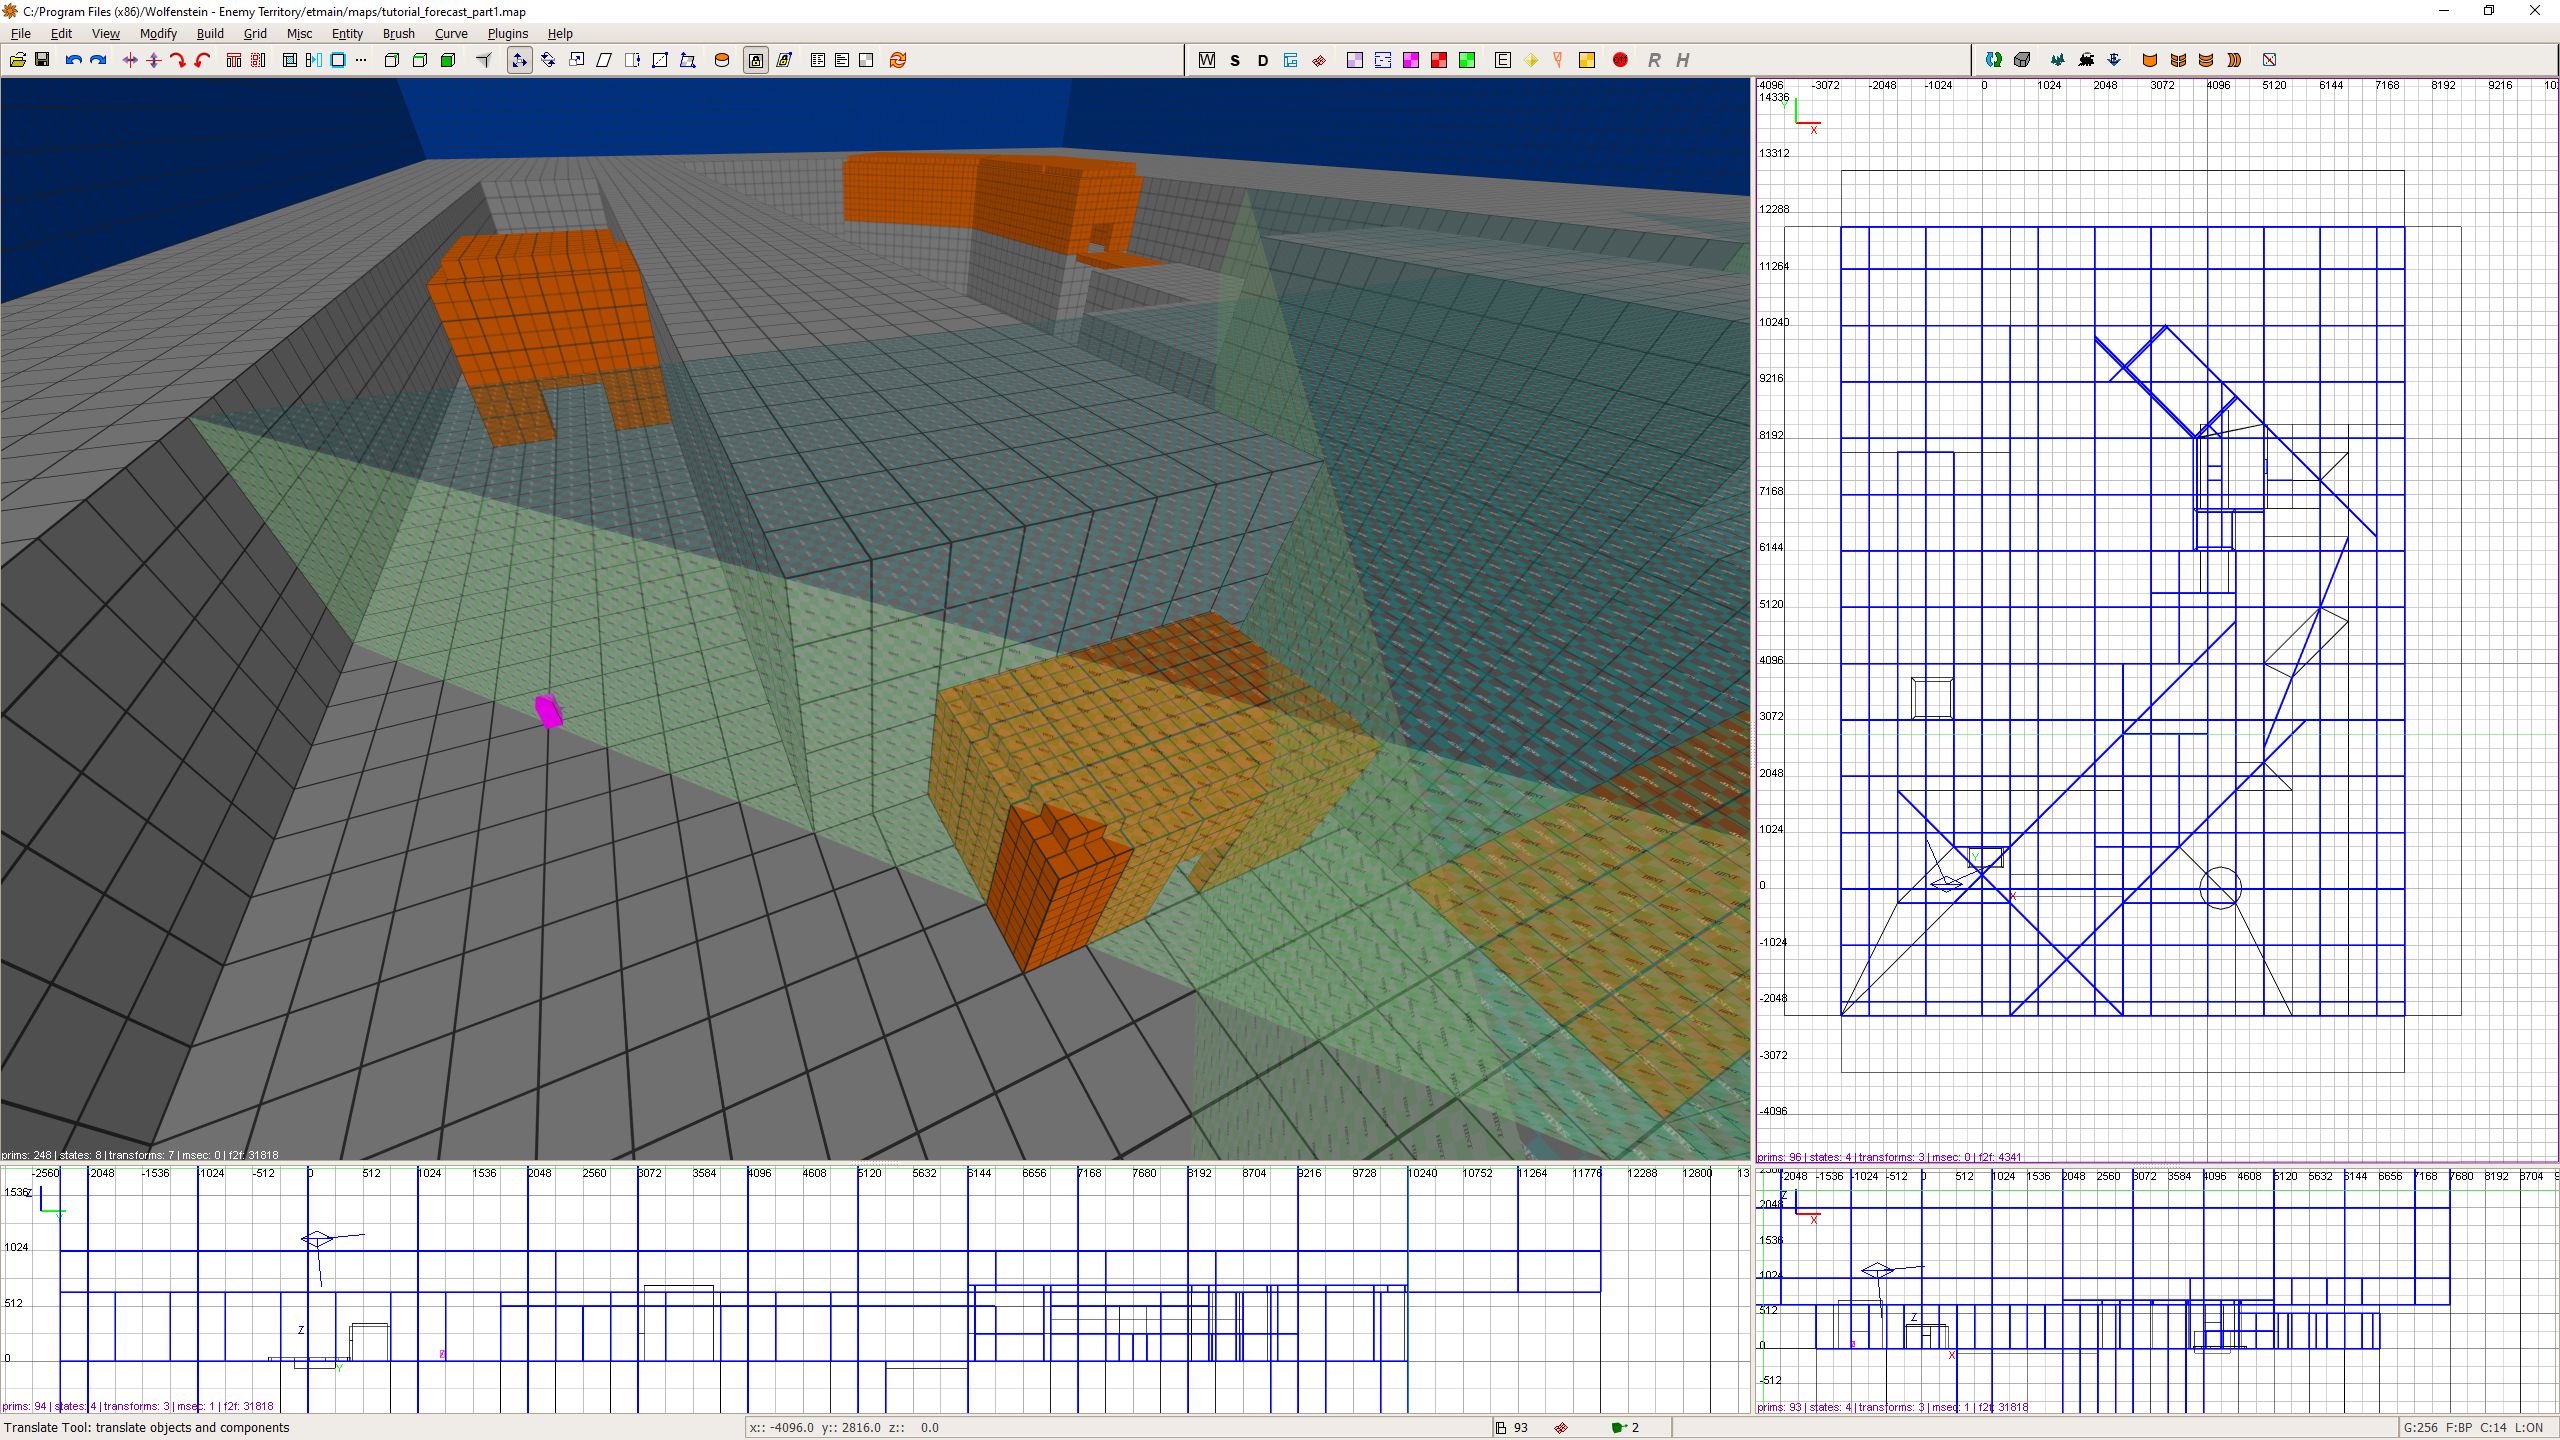 C:/Program Files (x86)/Wolfenstein - Enemy Territory/etmain/maps/tutorial_forecast_part1.map
File Edit View Modify Build Grid Misc Entity Brush Curve Plugins Help
W S D E Off R H
-4096 -3072 -2048 -1024 0 1024 2048 3072 4096 5120 6144 7168 8192 9216
14336
Y
X
13312
12288
11264
10240
9216
8192
7168
6144
5120
4096
3072
2048
1024
Y
0
X
-1024
-2048
-3072
-4096
prims: 248 | states: 8 | transforms: 7 | msec: 0 | f2f: 31818
prims: 96 | states: 4 | transforms: 3 | msec: 0 | f2f: 4341
-2560 -2048 -1536 -1024 -512 0 512 1024 1536 2048 2560 3072 3584 4096 4608 5120 5632 6144 6656 7168 7680 8192 8704 9216 9728 10240 10752 11264 11776 12288 12800
1536
Z
Y
1024
512
Z
0
Y
prims: 94 | states: 4 | transforms: 3 | msec: 1 | f2f: 31818
-2048 -1536 -1024 -512 0 512 1024 1536 2048 2560 3072 3584 4096 4608 5120 5632 6144 6656 7168 7680 8192 8704
Z
2048
X
1536
1024
512
Z
0
X
-512
prims: 93 | states: 4 | transforms: 3 | msec: 1 | f2f: 31818
Translate Tool: translate objects and components
x:: -4096.0 y:: 2816.0 z:: 0.0
93
2
G:256 F:BP C:14 L:ON